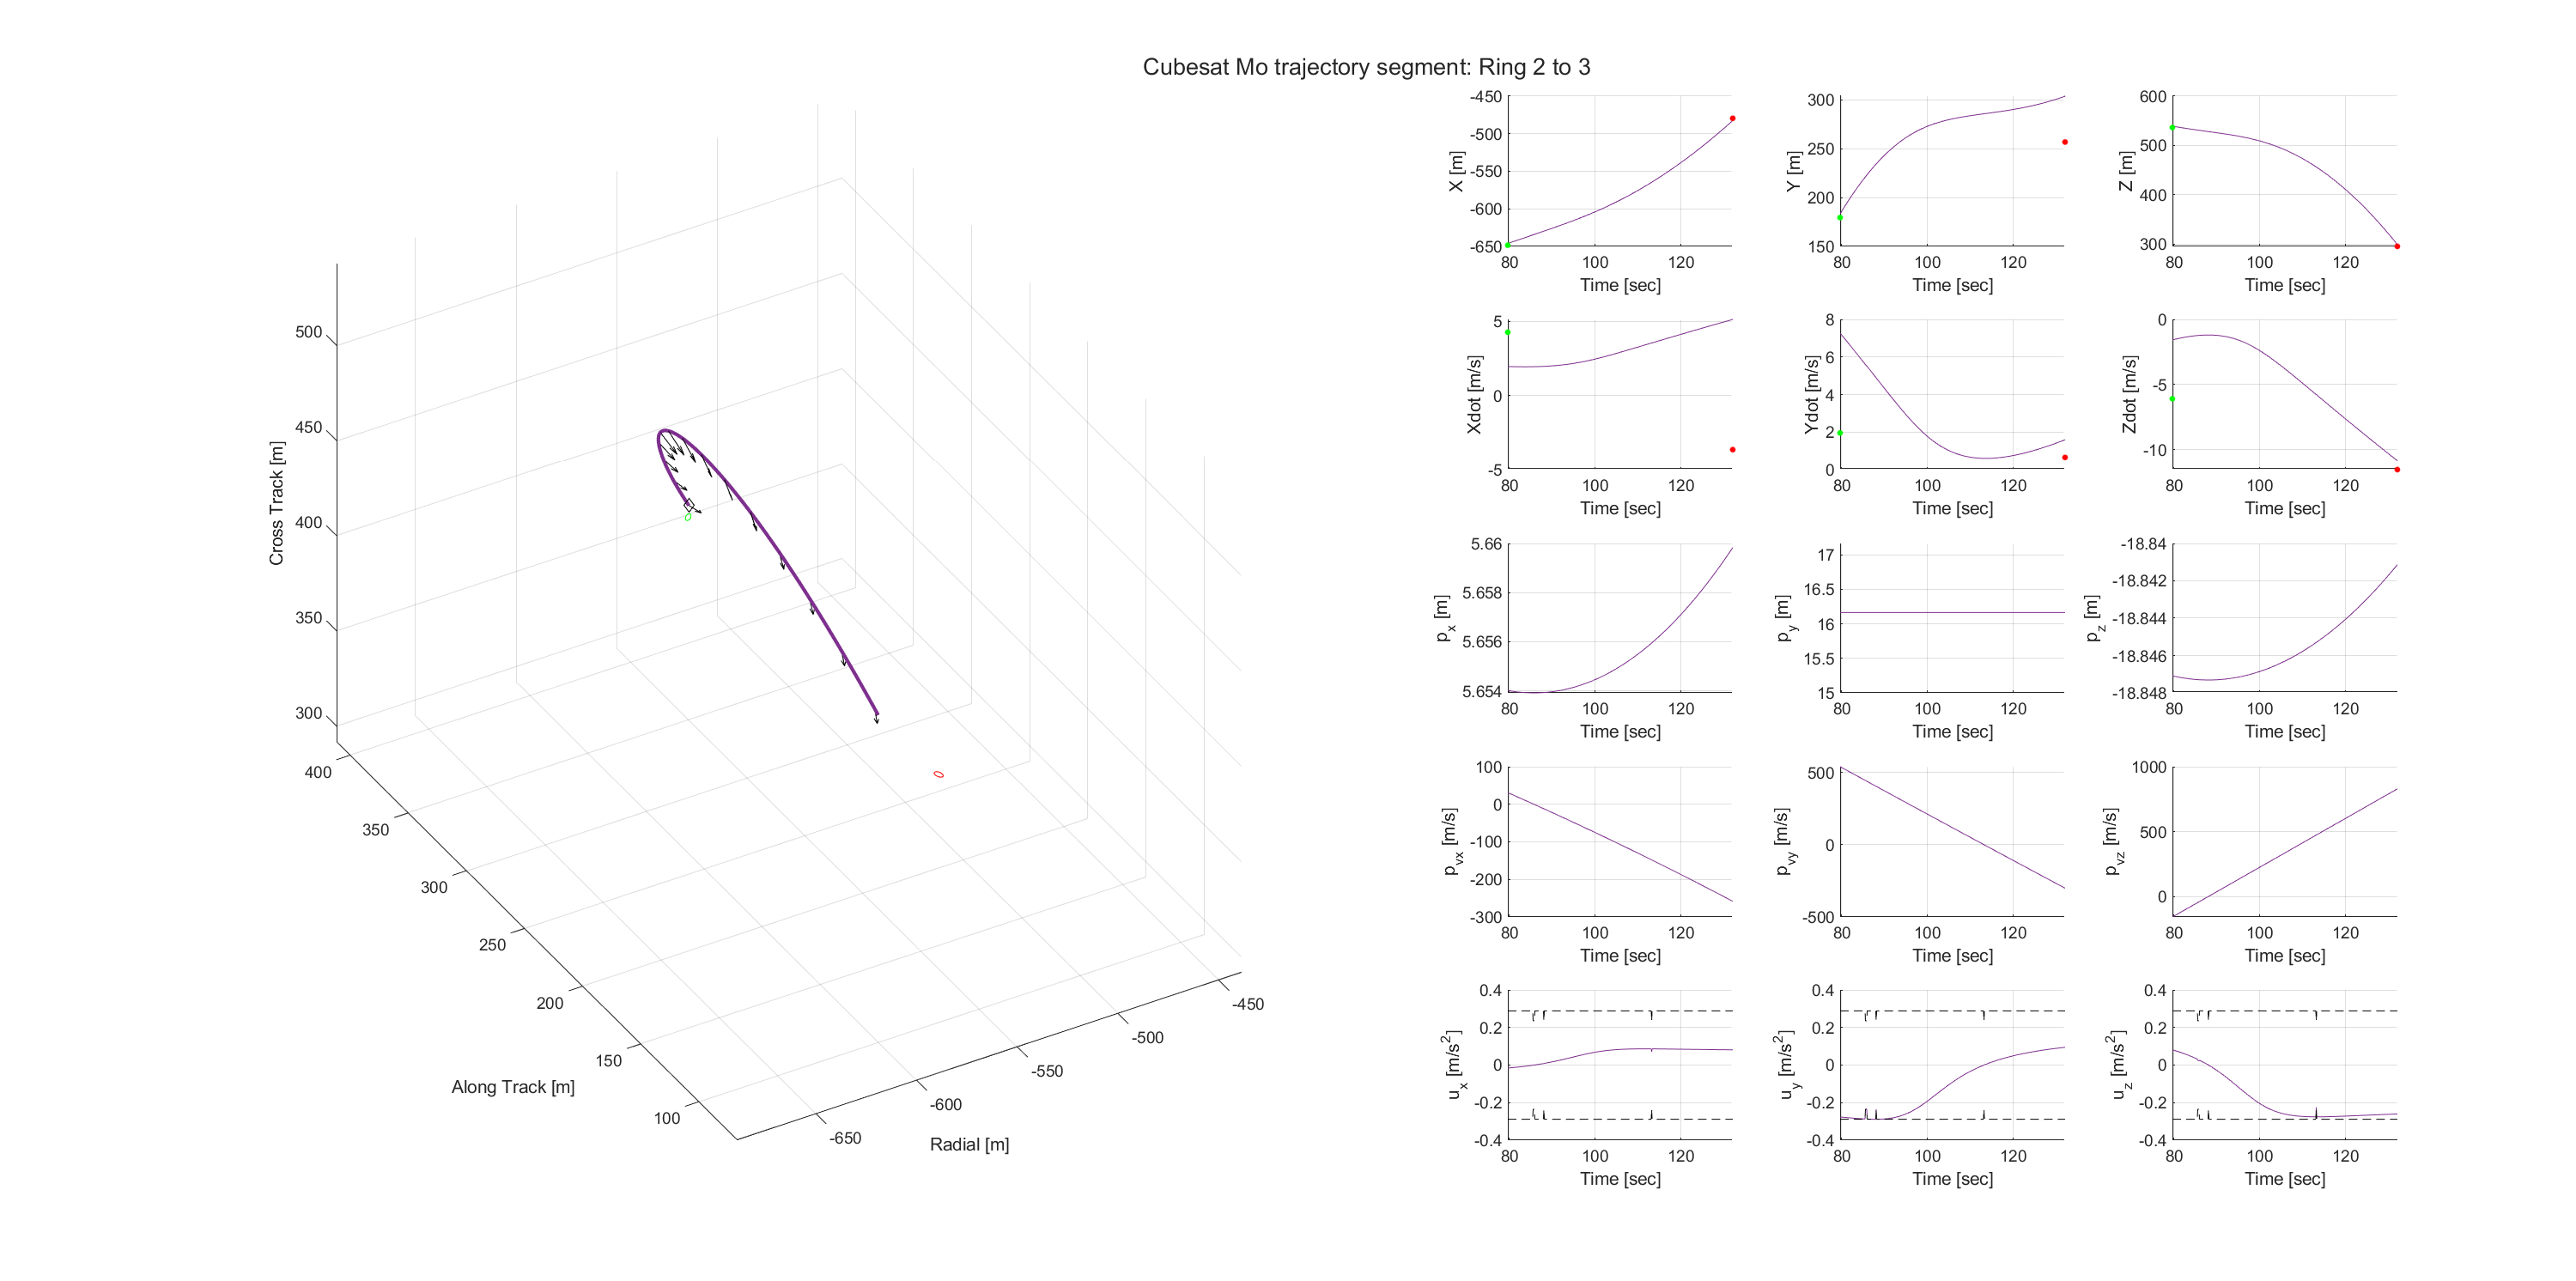 Cubesat Mo trajectory segment: Ring 2 to 3
500
450
400
350
300
Cross Track [m]
400
350
300
250
200
150
100
Along Track [m]
-650
-600
-550
-500
-450
Radial [m]
-450
-500
-550
-600
-650
X [m]
80 100 120
Time [sec]
300
250
200
150
Y [m]
80 100 120
Time [sec]
600
500
400
300
Z [m]
80 100 120
Time [sec]
5
0
-5
Xdot [m/s]
80 100 120
Time [sec]
8
6
4
2
0
Ydot [m/s]
80 100 120
Time [sec]
0
-5
-10
Zdot [m/s]
80 100 120
Time [sec]
5.66
5.658
5.656
5.654
p_x [m]
80 100 120
Time [sec]
17
16.5
16
15.5
15
p_y [m]
80 100 120
Time [sec]
-18.84
-18.842
-18.844
-18.846
-18.848
p_z [m]
80 100 120
Time [sec]
100
0
-100
-200
-300
p_vx [m/s]
80 100 120
Time [sec]
500
0
-500
p_vy [m/s]
80 100 120
Time [sec]
1000
500
0
p_vz [m/s]
80 100 120
Time [sec]
0.4
0.2
0
-0.2
-0.4
u_x [m/s²]
80 100 120
Time [sec]
0.4
0.2
0
-0.2
-0.4
u_y [m/s²]
80 100 120
Time [sec]
0.4
0.2
0
-0.2
-0.4
u_z [m/s²]
80 100 120
Time [sec]